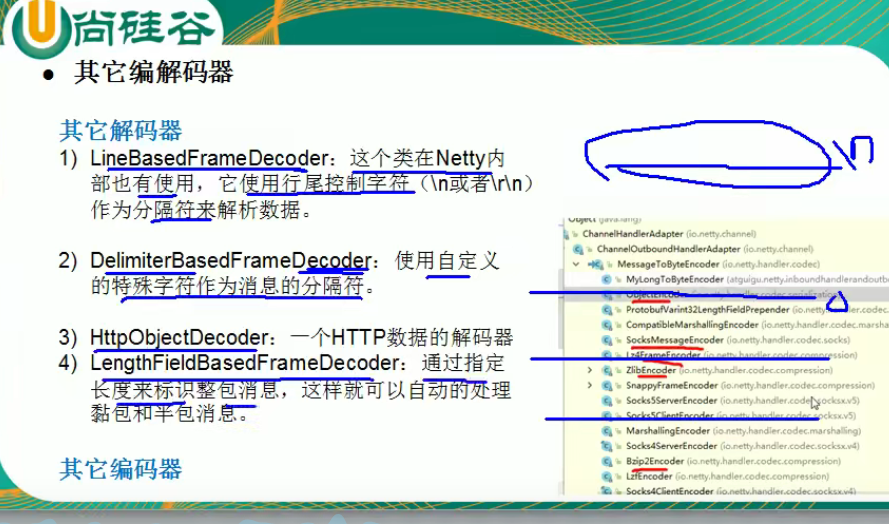 尚硅谷
● 其它编解码器
其它解码器
1) LineBasedFrameDecoder：这个类在Netty内
部也有使用，它使用行尾控制字符（\n或者\r\n）
作为分隔符来解析数据。
2) DelimiterBasedFrameDecoder：使用自定义
的特殊字符作为消息的分隔符。
3) HttpObjectDecoder：一个HTTP数据的解码器
4) LengthFieldBasedFrameDecoder：通过指定
长度来标识整包消息，这样就可以自动的处理
黏包和半包消息。
其它编码器
\n
Object (java.lang)
ChannelHandlerAdapter (io.netty.channel)
ChannelOutboundHandlerAdapter (io.netty.channel)
MessageToByteEncoder (io.netty.handler.codec)
MyLongToByteEncoder (atguigu.netty.inboundhandlerandoutb
ObjectEncoder (io.netty.handler.codec.serialization)
ProtobufVarint32LengthFieldPrepender (io.netty.handler.codec.
CompatibleMarshallingEncoder (io.netty.handler.codec.marsha
SocksMessageEncoder (io.netty.handler.codec.socks)
Lz4FrameEncoder (io.netty.handler.codec.compression)
ZlibEncoder (io.netty.handler.codec.compression)
SnappyFrameEncoder (io.netty.handler.codec.compression)
Socks5ServerEncoder (io.netty.handler.codec.socksx.v5)
Socks5ClientEncoder (io.netty.handler.codec.socksx.v5)
MarshallingEncoder (io.netty.handler.codec.marshalling)
Socks4ServerEncoder (io.netty.handler.codec.socksx.v4)
Bzip2Encoder (io.netty.handler.codec.compression)
LzfEncoder (io.netty.handler.codec.compression)
Socks4ClientEncoder (io.netty.handler.codec.socksx.v4)